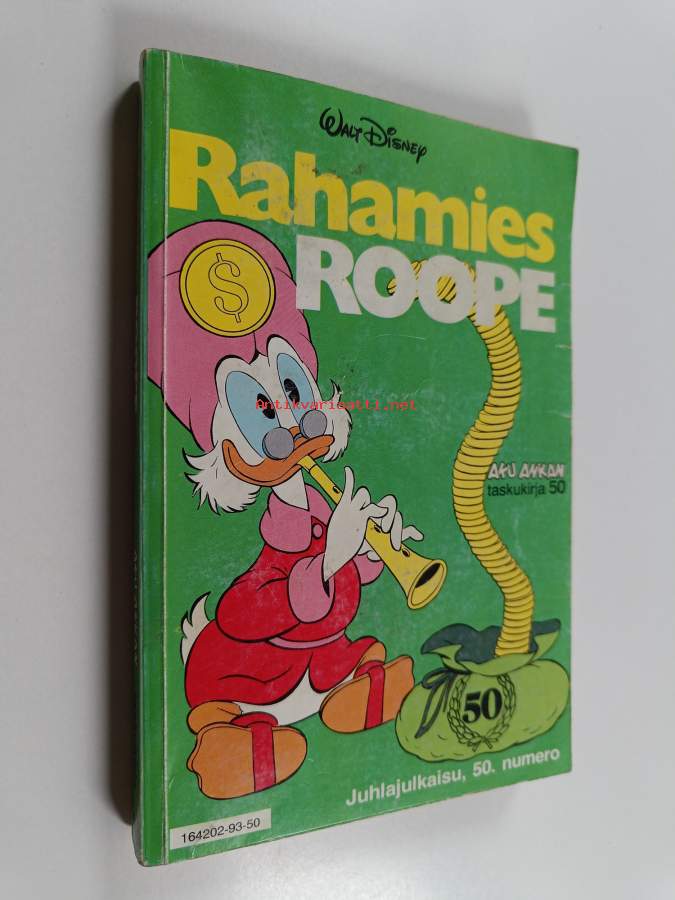 WALT DISNEY
Rahamies
ROOPE
$
Antikvariaatti.net
AKU ANKAN
taskukirja 50
50
Juhlajulkaisu, 50. numero
164202-93-50